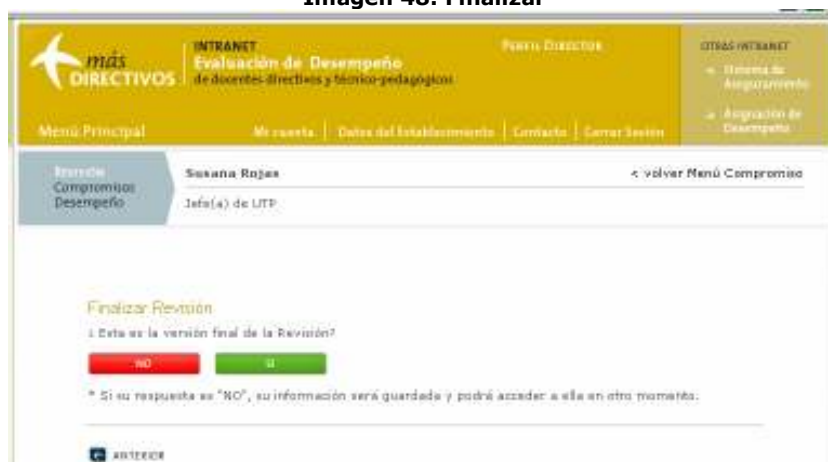 Imagen 48: Finalizar
más
DIRECTIVOS
INTRANET
Evaluación de Desempeño
de docentes directivos y técnico-pedagógicos
PERFIL DIRECTOR
OTRAS INTRANET
Sistema de
Aseguramiento
Asignación de
Desempeño
Menú Principal
Mi cuenta | Datos del Establecimiento | Contacto | Cerrar Sesión
Revisión
Compromisos
Desempeño
Susana Rojas
< volver Menú Compromiso
Jefe(a) de UTP
Finalizar Revisión
¿ Esta es la versión final de la Revisión?
NO
SI
* Si su respuesta es "NO", su información será guardada y podrá acceder a ella en otro momento.
ANTERIOR